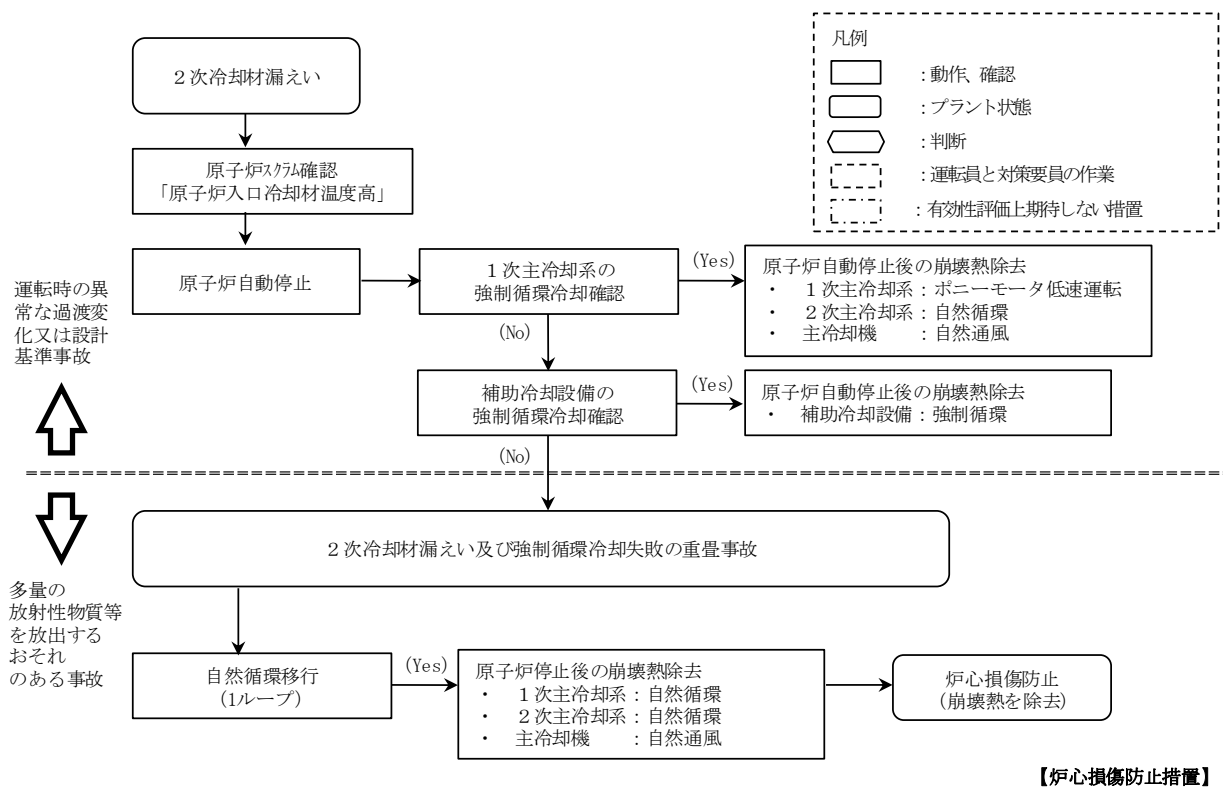 凡例
：動作、確認
：プラント状態
：判断
：運転員と対策要員の作業
：有効性評価上期待しない措置
２次冷却材漏えい
原子炉ｽｸﾗﾑ確認
「原子炉入口冷却材温度高」
原子炉自動停止
１次主冷却系の
強制循環冷却確認
(Yes)
原子炉自動停止後の崩壊熱除去
・　１次主冷却系：ポニーモータ低速運転
・　２次主冷却系：自然循環
・　主冷却機　　：自然通風
(No)
補助冷却設備の
強制循環冷却確認
(Yes)
原子炉自動停止後の崩壊熱除去
・　補助冷却設備：強制循環
(No)
運転時の異
常な過渡変
化又は設計
基準事故
多量の
放射性物質等
を放出する
おそれ
のある事故
２次冷却材漏えい及び強制循環冷却失敗の重畳事故
自然循環移行
(1ループ)
(Yes)
原子炉停止後の崩壊熱除去
・　１次主冷却系：自然循環
・　２次主冷却系：自然循環
・　主冷却機　　：自然通風
炉心損傷防止
(崩壊熱を除去)
【炉心損傷防止措置】